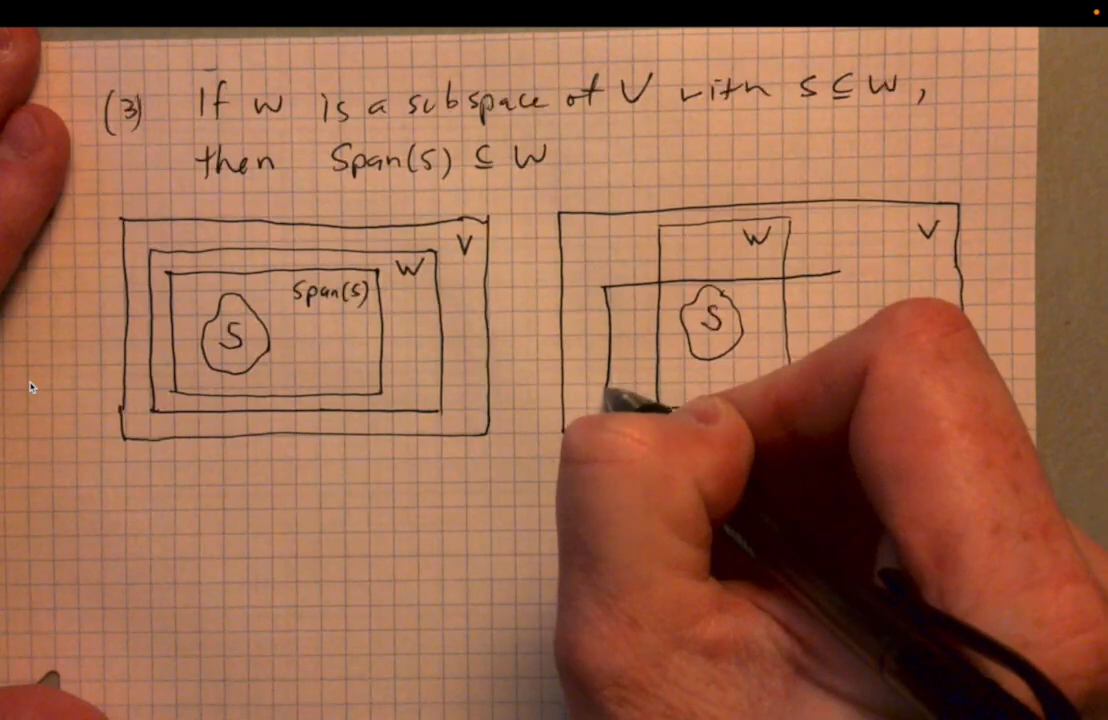 (3) If W is a subspace of V with S ⊆ W,
then Span(S) ⊆ W
V
W
Span(S)
S
V
W
S